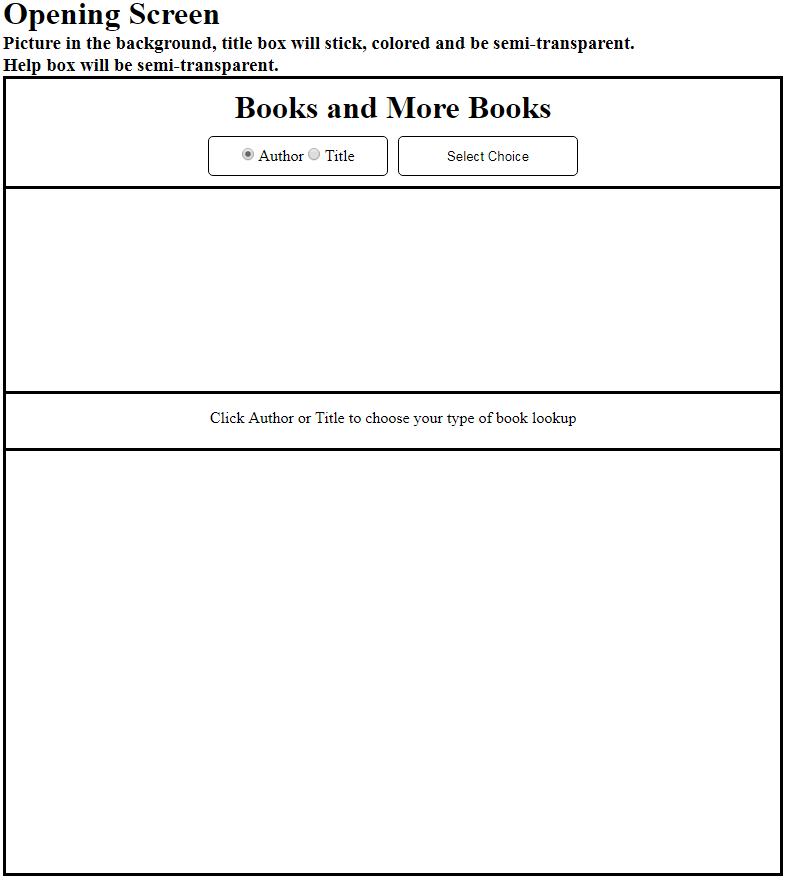 Opening Screen
Picture in the background, title box will stick, colored and be semi-transparent.
Help box will be semi-transparent.
Books and More Books
Author Title Select Choice
Click Author or Title to choose your type of book lookup